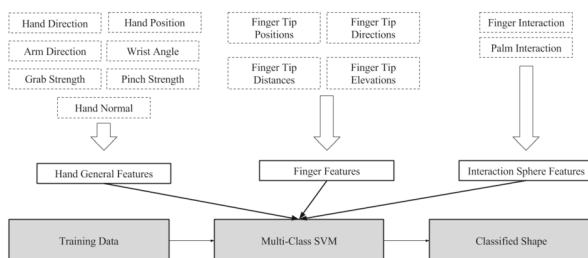 Hand Direction
Hand Position
Arm Direction
Wrist Angle
Grab Strength
Pinch Strength
Hand Normal
Finger Tip
Positions
Finger Tip
Directions
Finger Tip
Distances
Finger Tip
Elevations
Finger Interaction
Palm Interaction
Hand General Features
Finger Features
Interaction Sphere Features
Training Data
Multi-Class SVM
Classified Shape